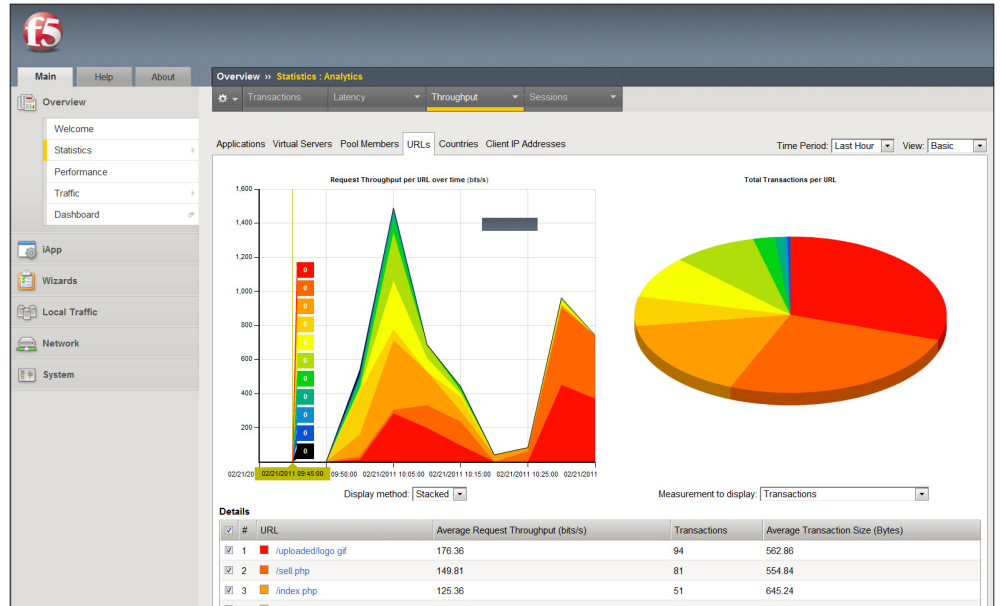 f5
Main Help About
Overview ›› Statistics : Analytics
Overview
Transactions Latency Throughput Sessions
Welcome
Statistics
Performance
Traffic
Dashboard
iApp
Wizards
Local Traffic
Network
System
Applications Virtual Servers Pool Members URLs Countries Client IP Addresses
Time Period: Last Hour View: Basic
Request Throughput per URL over time (bits/s)
Total Transactions per URL
1,600
1,400
1,200
1,000
800
600
400
200
0
0
0
0
0
0
0
0
0
0
0
02/21/20 02/21/2011 09:45:00 09:50:00 02/21/2011 10:05:00 02/21/2011 10:15:00 02/21/2011 10:25:00 02/21/2011
Display method: Stacked
Measurement to display: Transactions
Details
# URL Average Request Throughput (bits/s) Transactions Average Transaction Size (Bytes)
1 /uploaded/logo.gif 176.36 94 562.86
2 /sell.php 149.81 81 554.84
3 /index.php 125.36 51 645.24